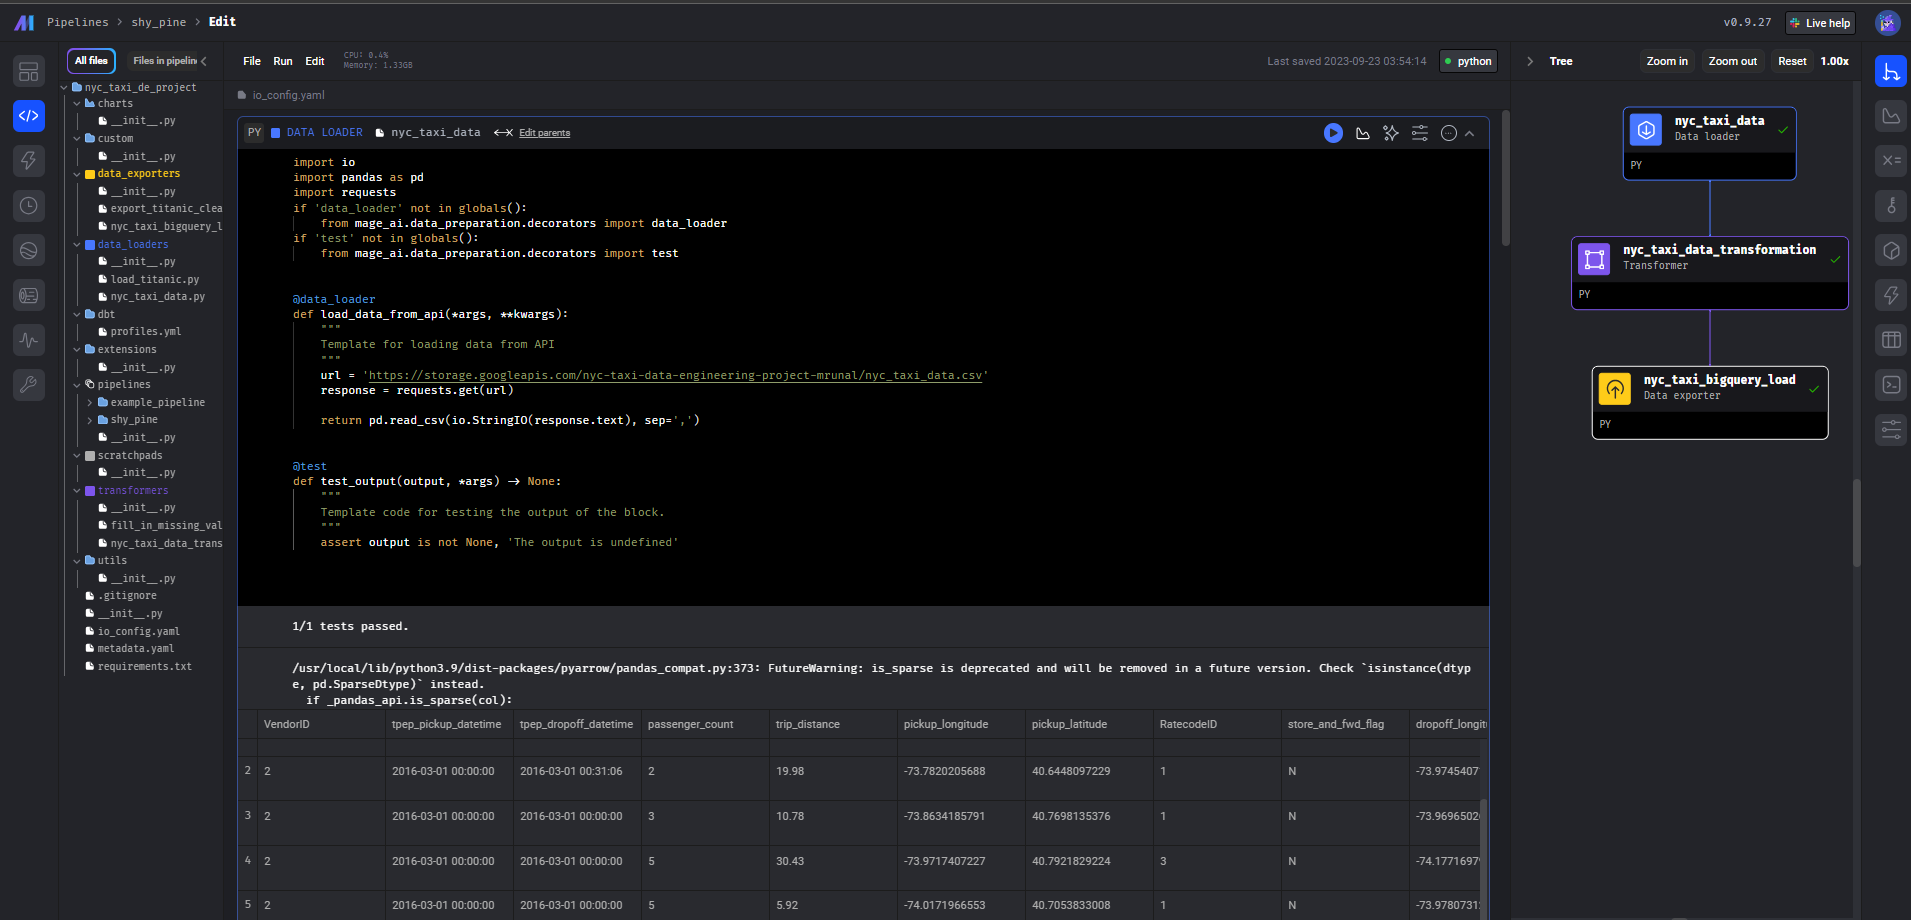 Pipelines > shy_pine > Edit
v0.9.27
Live help
All files
Files in pipelin
File Run Edit
CPU: 0.4%
Memory: 1.33GB
Last saved 2023-09-23 03:54:14
python
Tree
Zoom in
Zoom out
Reset
1.00x
nyc_taxi_de_project
charts
__init__.py
custom
__init__.py
data_exporters
__init__.py
export_titanic_clea
nyc_taxi_bigquery_l
data_loaders
__init__.py
load_titanic.py
nyc_taxi_data.py
dbt
profiles.yml
extensions
__init__.py
pipelines
example_pipeline
shy_pine
__init__.py
scratchpads
__init__.py
transformers
__init__.py
fill_in_missing_val
nyc_taxi_data_trans
utils
__init__.py
.gitignore
__init__.py
io_config.yaml
metadata.yaml
requirements.txt
io_config.yaml
PY DATA LOADER nyc_taxi_data Edit parents
import io
import pandas as pd
import requests
if 'data_loader' not in globals():
from mage_ai.data_preparation.decorators import data_loader
if 'test' not in globals():
from mage_ai.data_preparation.decorators import test
@data_loader
def load_data_from_api(*args, **kwargs):
"""
Template for loading data from API
"""
url = 'https://storage.googleapis.com/nyc-taxi-data-engineering-project-mrunal/nyc_taxi_data.csv'
response = requests.get(url)
return pd.read_csv(io.StringIO(response.text), sep=',')
@test
def test_output(output, *args) -> None:
"""
Template code for testing the output of the block.
"""
assert output is not None, 'The output is undefined'
1/1 tests passed.
/usr/local/lib/python3.9/dist-packages/pyarrow/pandas_compat.py:373: FutureWarning: is_sparse is deprecated and will be removed in a future version. Check `isinstance(dtyp
e, pd.SparseDtype)` instead.
if _pandas_api.is_sparse(col):
VendorID tpep_pickup_datetime tpep_dropoff_datetime passenger_count trip_distance pickup_longitude pickup_latitude RatecodeID store_and_fwd_flag dropoff_longit
2 2 2016-03-01 00:00:00 2016-03-01 00:31:06 2 19.98 -73.7820205688 40.6448097229 1 N -73.9745407
3 2 2016-03-01 00:00:00 2016-03-01 00:00:00 3 10.78 -73.8634185791 40.7698135376 1 N -73.9696502
4 2 2016-03-01 00:00:00 2016-03-01 00:00:00 5 30.43 -73.9717407227 40.7921829224 3 N -74.1771697
5 2 2016-03-01 00:00:00 2016-03-01 00:00:00 5 5.92 -74.0171966553 40.7053833008 1 N -73.9780731
nyc_taxi_data
Data loader
PY
nyc_taxi_data_transformation
Transformer
PY
nyc_taxi_bigquery_load
Data exporter
PY